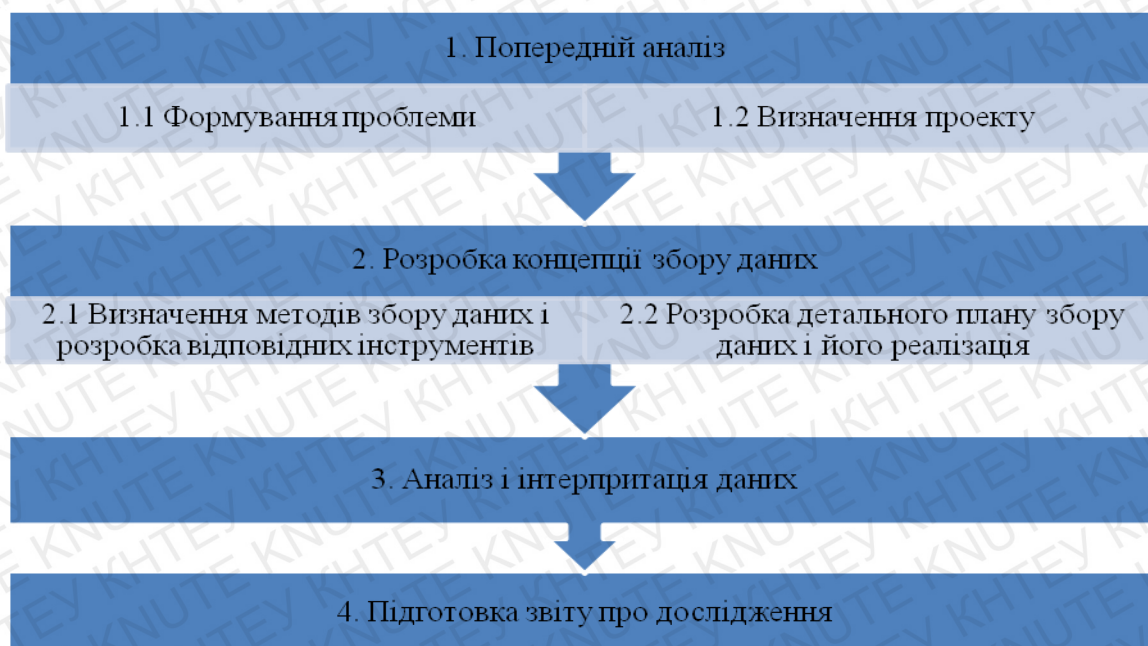 1. Попередній аналіз
1.1 Формування проблеми
1.2 Визначення проекту
2. Розробка концепції збору даних
2.1 Визначення методів збору даних і
розробка відповідних інструментів
2.2 Розробка детального плану збору
даних і його реалізація
3. Аналіз і інтерпритація даних
4. Підготовка звіту про дослідження